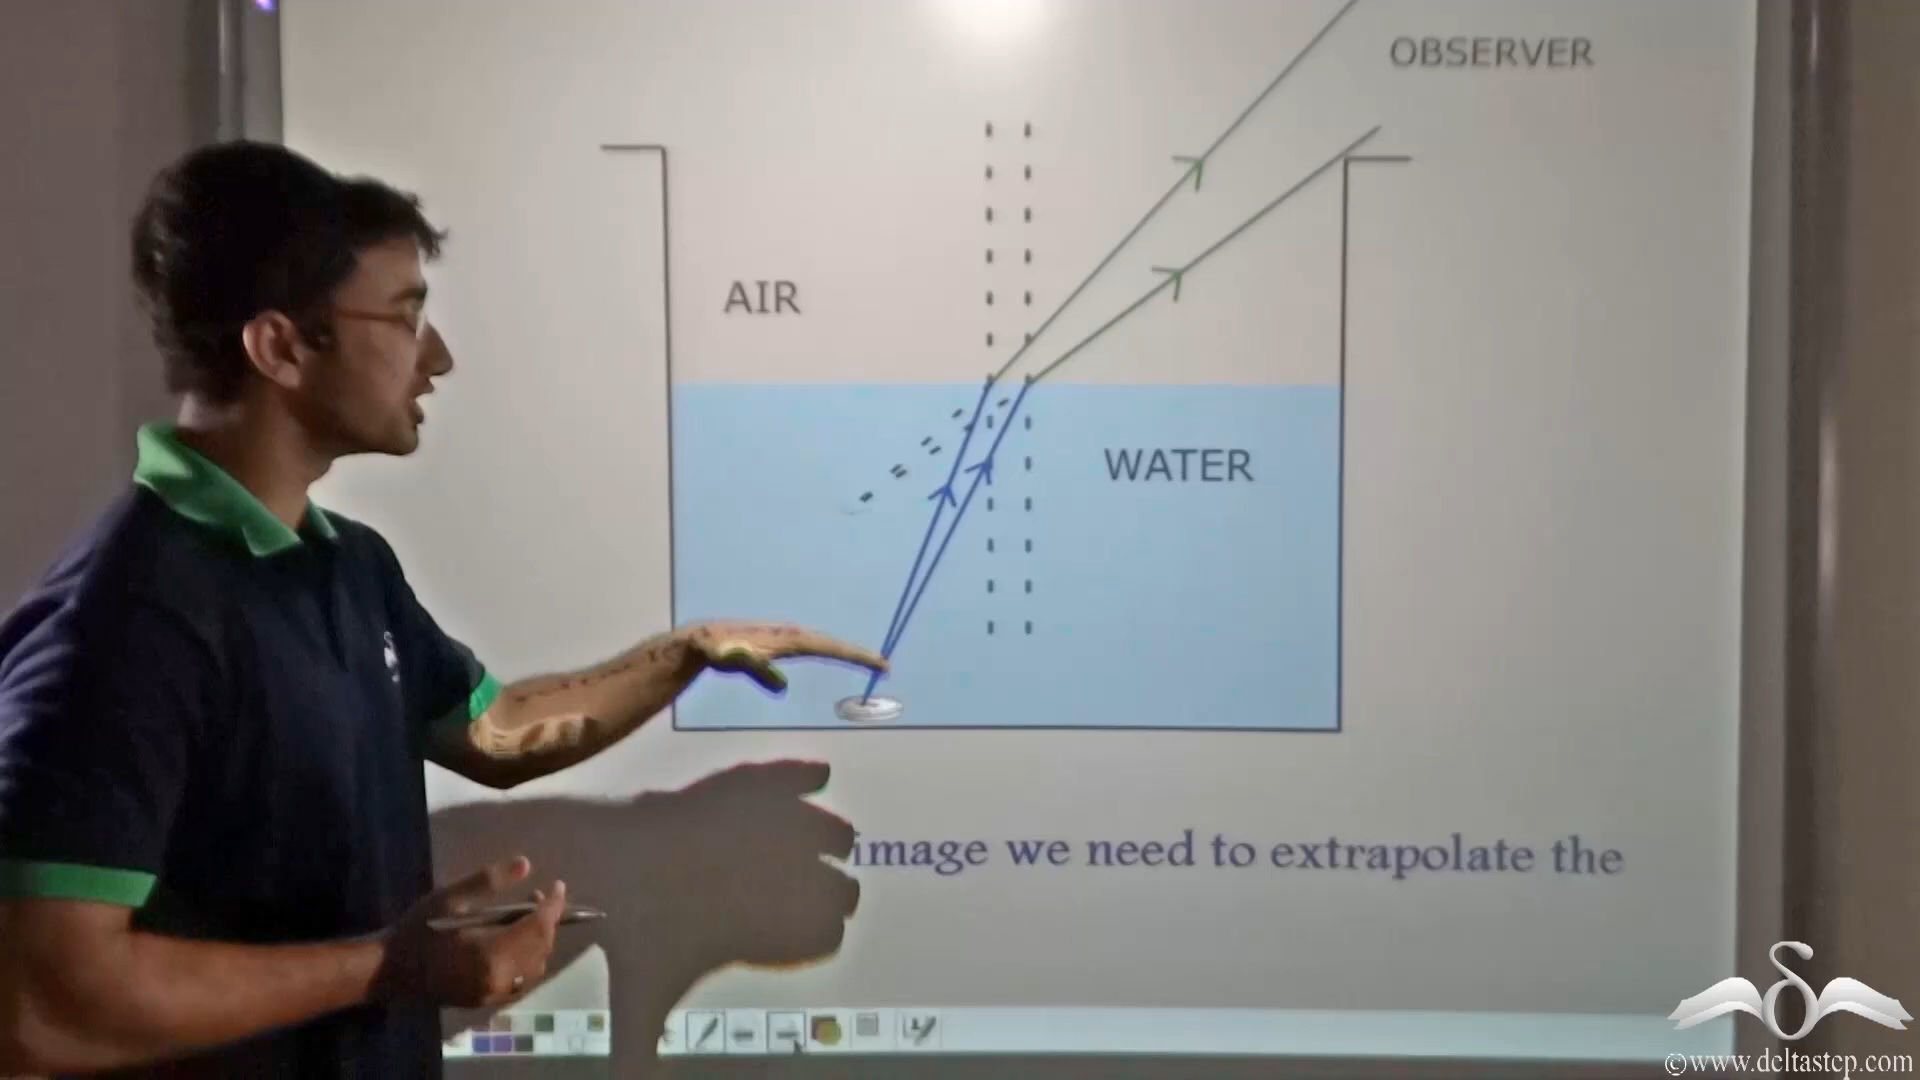 OBSERVER
AIR
WATER
image we need to extrapolate the
©www.deltastep.com